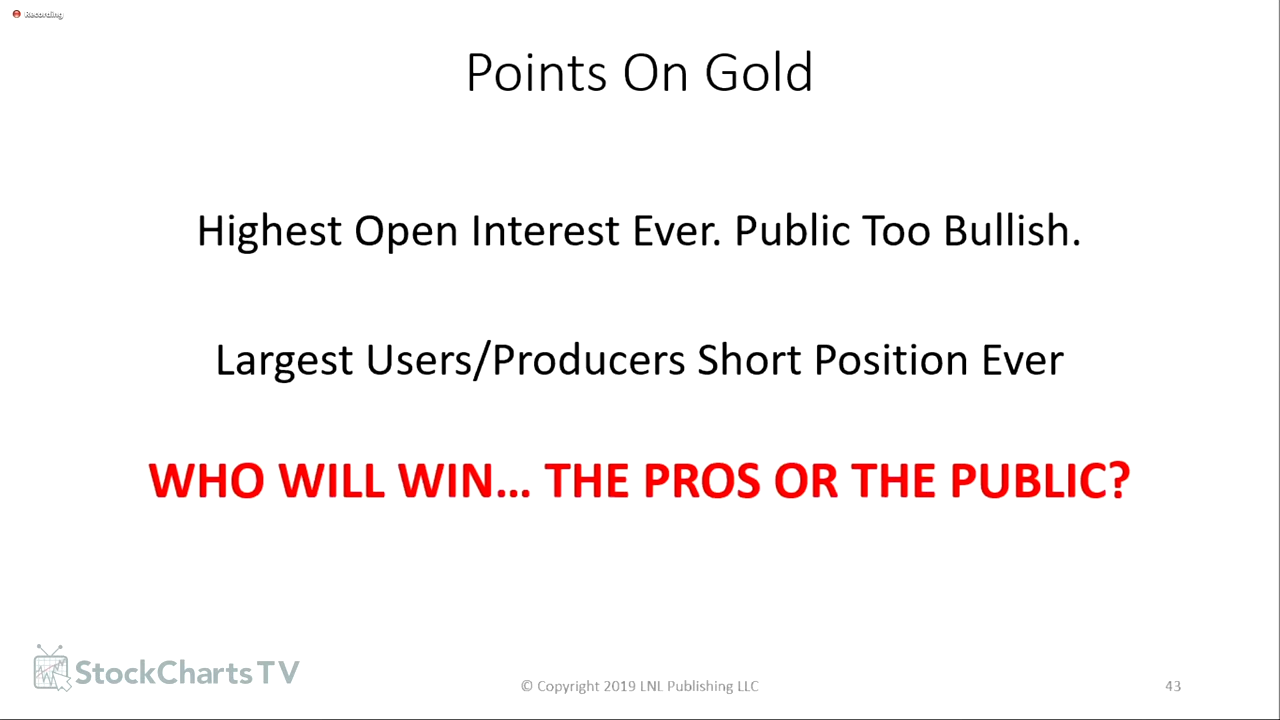 Recording
Points On Gold
Highest Open Interest Ever. Public Too Bullish.
Largest Users/Producers Short Position Ever
WHO WILL WIN... THE PROS OR THE PUBLIC?
StockCharts TV
© Copyright 2019 LNL Publishing LLC
43